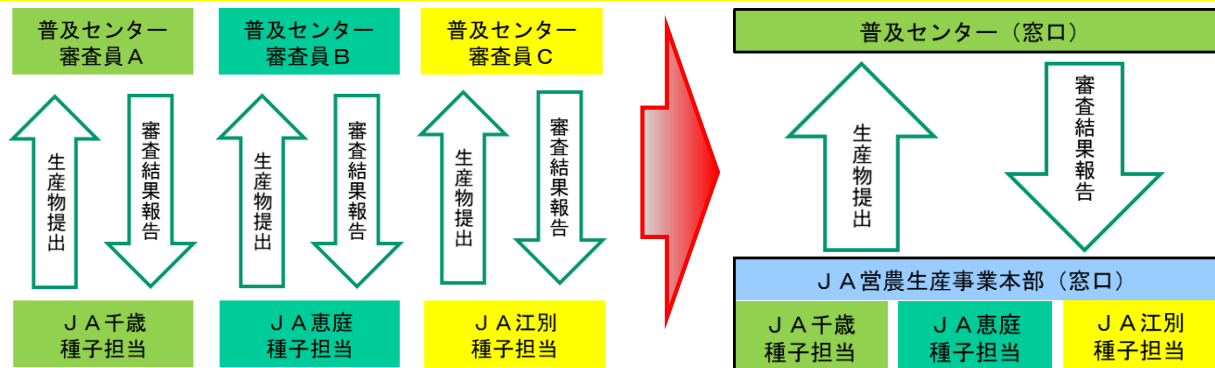 普及センター
審査員A
普及センター
審査員B
普及センター
審査員C
生産物提出
審査結果報告
生産物提出
審査結果報告
生産物提出
審査結果報告
JA千歳
種子担当
JA恵庭
種子担当
JA江別
種子担当
普及センター(窓口)
生産物提出
審査結果報告
JA営農生産事業本部(窓口)
JA千歳
種子担当
JA恵庭
種子担当
JA江別
種子担当